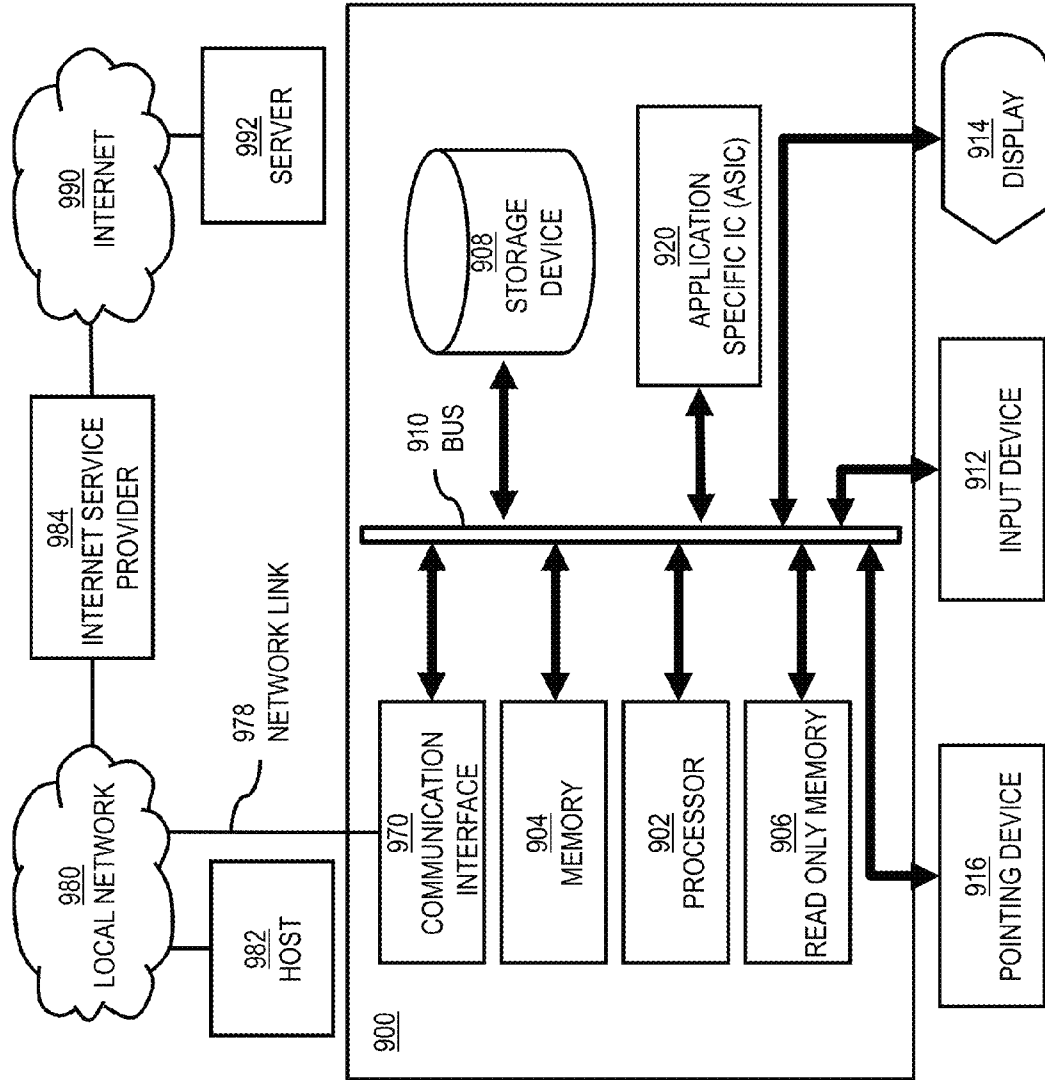 980
LOCAL NETWORK
984
INTERNET SERVICE
PROVIDER
990
INTERNET
982
HOST
978
NETWORK LINK
992
SERVER
900
970
COMMUNICATION
INTERFACE
904
MEMORY
902
PROCESSOR
906
READ ONLY MEMORY
910
BUS
908
STORAGE
DEVICE
920
APPLICATION
SPECIFIC IC (ASIC)
916
POINTING DEVICE
912
INPUT DEVICE
914
DISPLAY